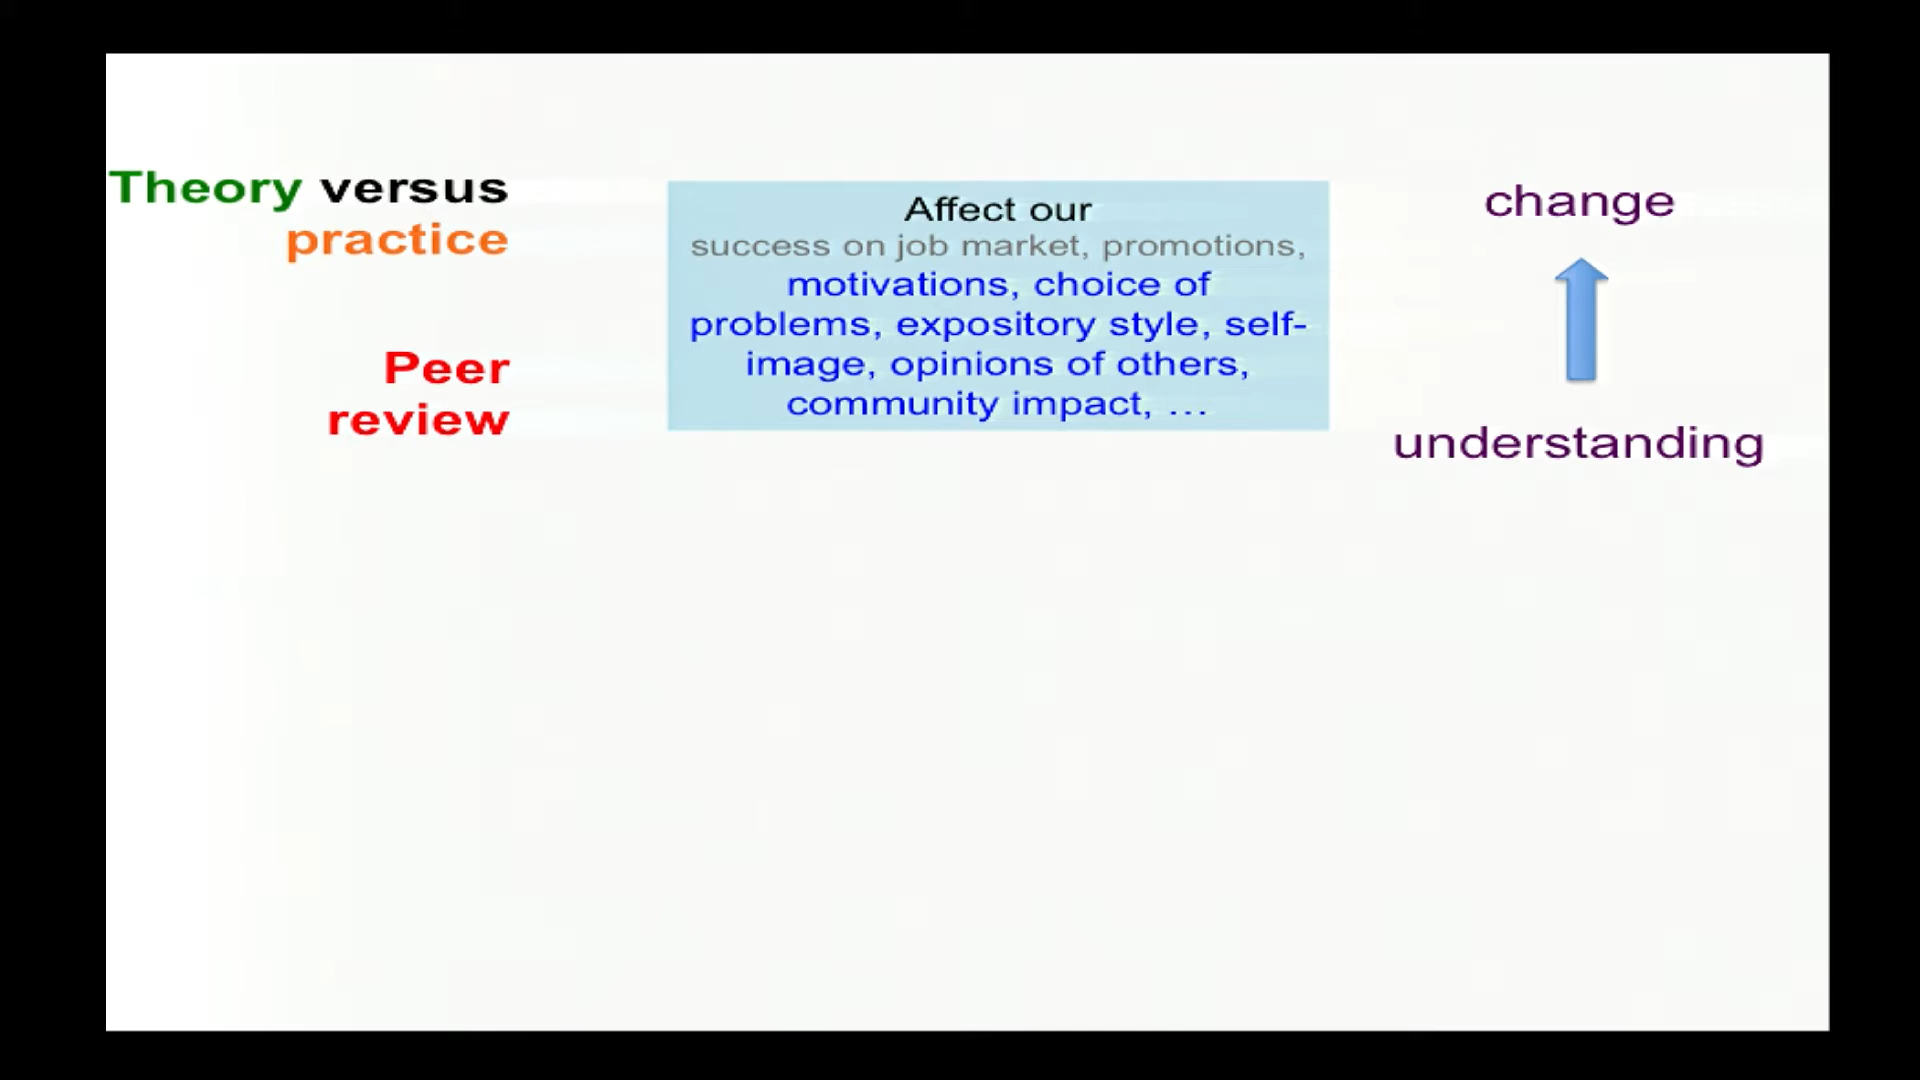 Theory versus
practice
Peer
review
Affect our
success on job market, promotions,
motivations, choice of
problems, expository style, self-
image, opinions of others,
community impact, …
change
understanding